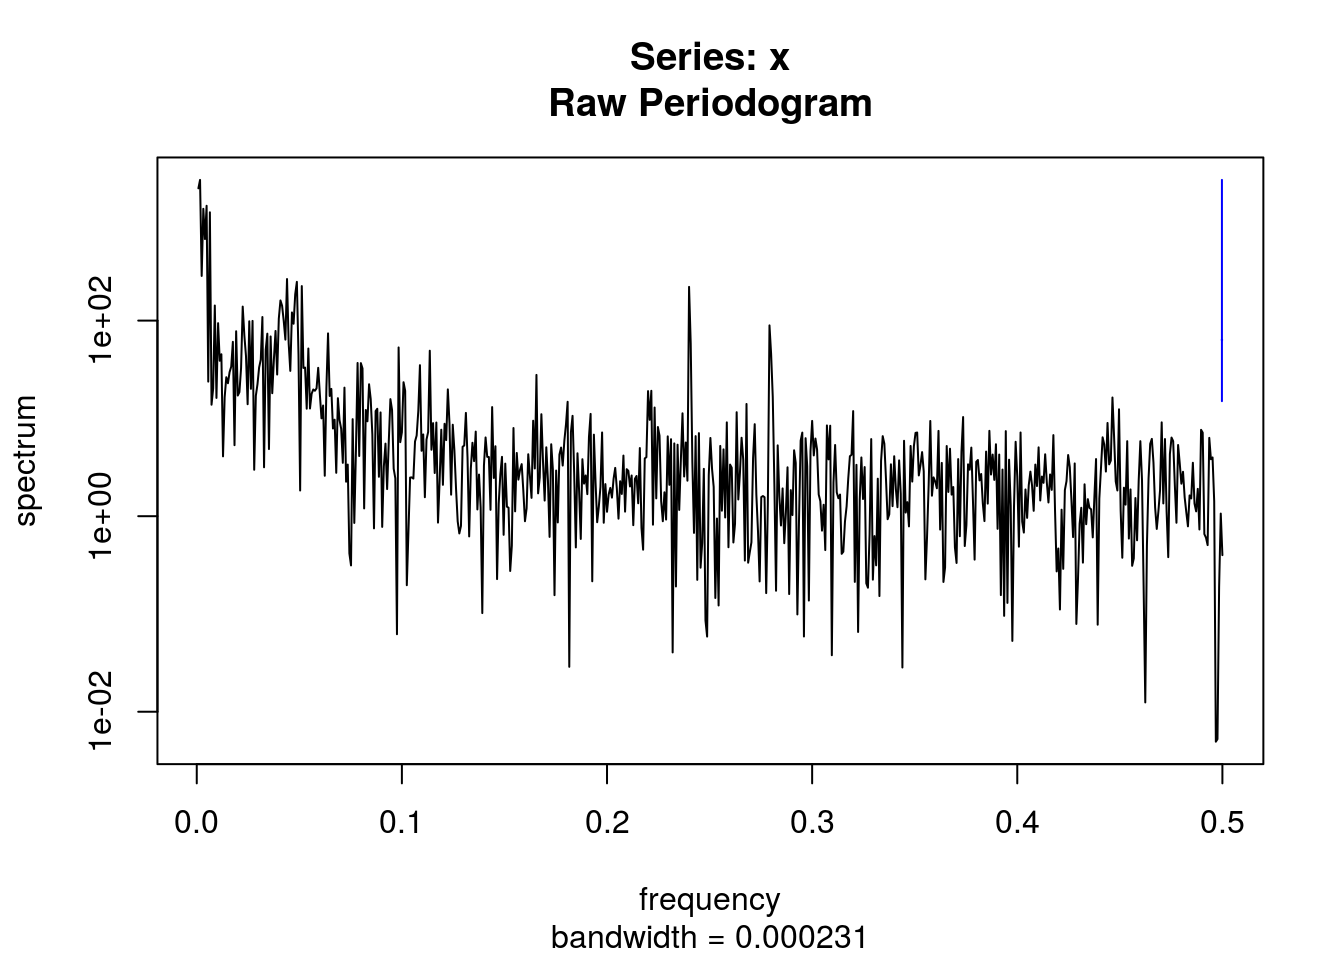 Series: x
Raw Periodogram
spectrum
1e+02
1e+00
1e-02
0.0 0.1 0.2 0.3 0.4 0.5
frequency
bandwidth = 0.000231